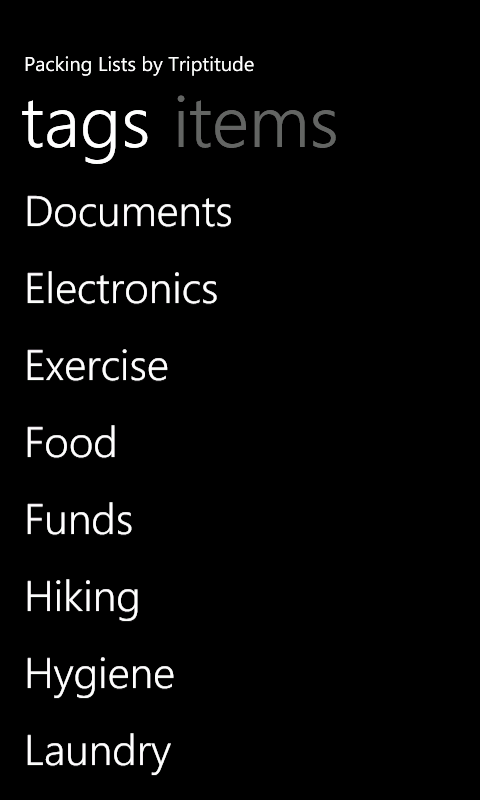 Packing Lists by Triptitude
tags items
Documents
Electronics
Exercise
Food
Funds
Hiking
Hygiene
Laundry